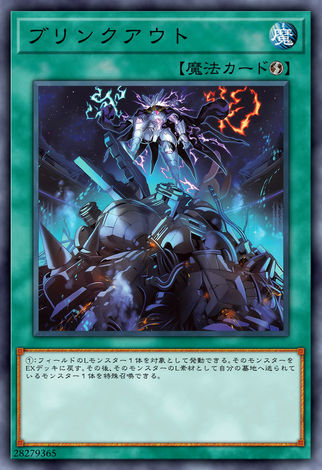 ブリンクアウト
魔
【魔法カード】
①:フィールドのLモンスター1体を対象として発動できる。そのモンスターを
EXデッキに戻す。その後、そのモンスターのL素材として自分の墓地へ送られて
いるモンスター1体を特殊召喚できる。
28279365